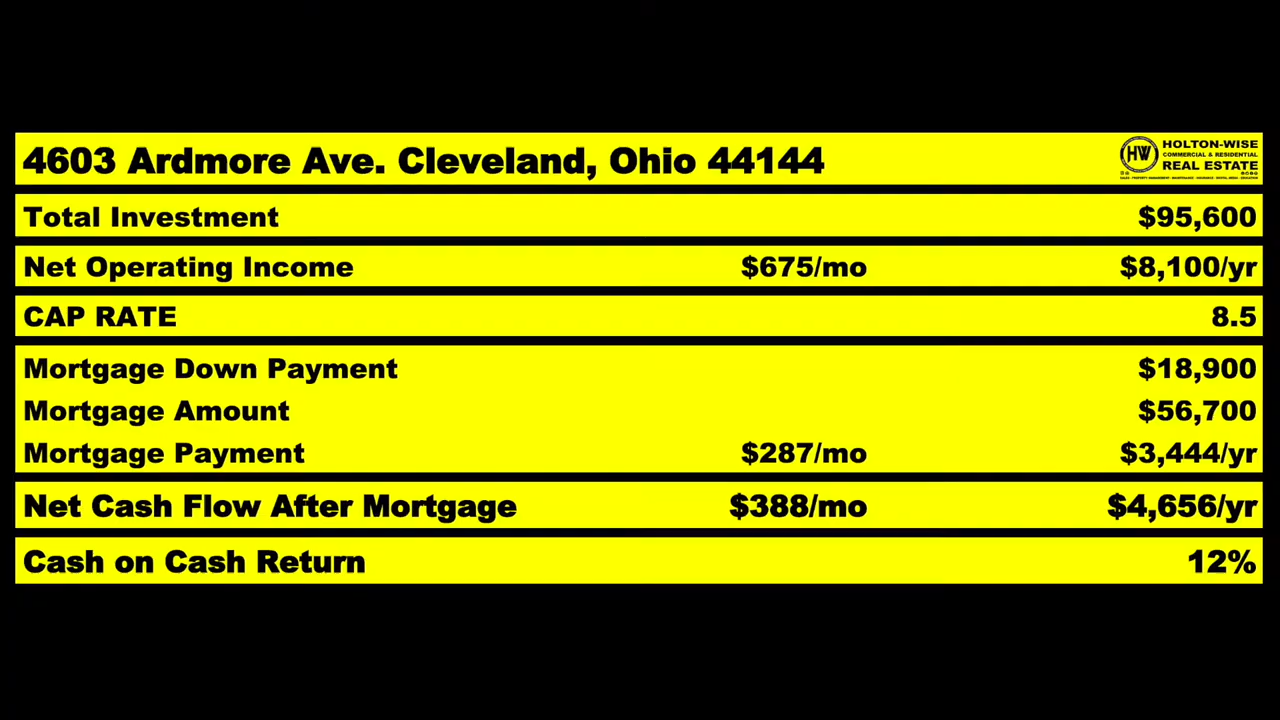 4603 Ardmore Ave. Cleveland, Ohio 44144
HW
HOLTON-WISE
COMMERCIAL & RESIDENTIAL
REAL ESTATE
Total Investment $95,600
Net Operating Income $675/mo $8,100/yr
CAP RATE 8.5
Mortgage Down Payment $18,900
Mortgage Amount $56,700
Mortgage Payment $287/mo $3,444/yr
Net Cash Flow After Mortgage $388/mo $4,656/yr
Cash on Cash Return 12%